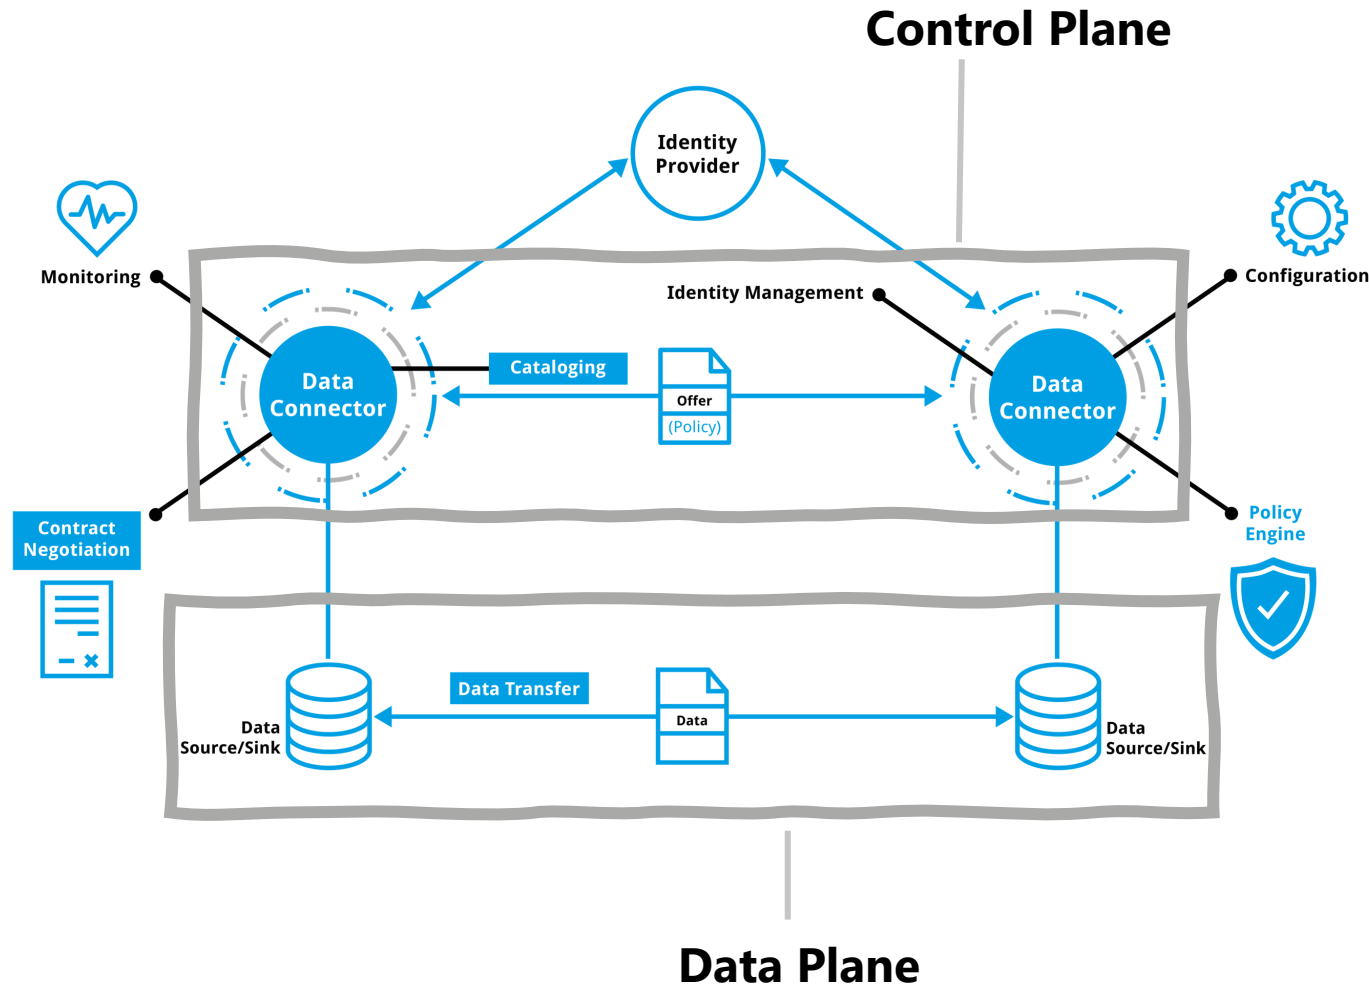 Control Plane
Identity
Provider
Monitoring
Configuration
Identity Management
Cataloging
Data
Connector
Offer
(Policy)
Data
Connector
Contract
Negotiation
Policy
Engine
Data Transfer
Data
Source/Sink
Data
Data
Source/Sink
Data Plane